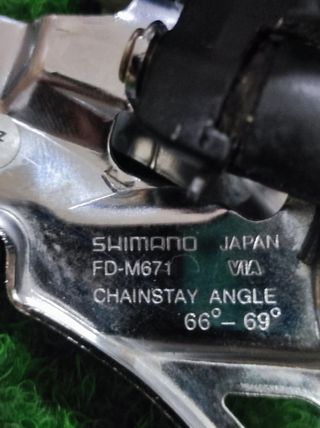 SHIMANO JAPAN
FD-M671 VIA
CHAINSTAY ANGLE
66°-69°